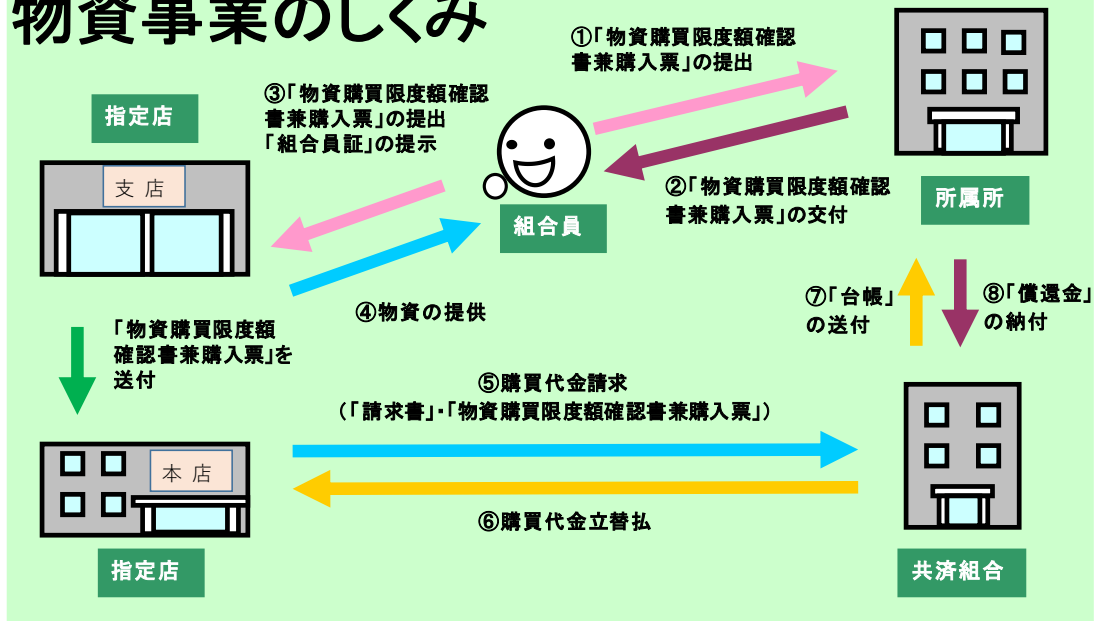 物資事業のしくみ
①「物資購買限度額確認
書兼購入票」の提出
③「物資購買限度額確認
書兼購入票」の提出
「組合員証」の提示
指定店
支 店
②「物資購買限度額確認
書兼購入票」の交付
所属所
組合員
④物資の提供
⑦「台帳」
の送付
⑧「償還金」
の納付
「物資購買限度額
確認書兼購入票」を
送付
⑤購買代金請求
（「請求書」・「物資購買限度額確認書兼購入票」）
本 店
⑥購買代金立替払
指定店
共済組合